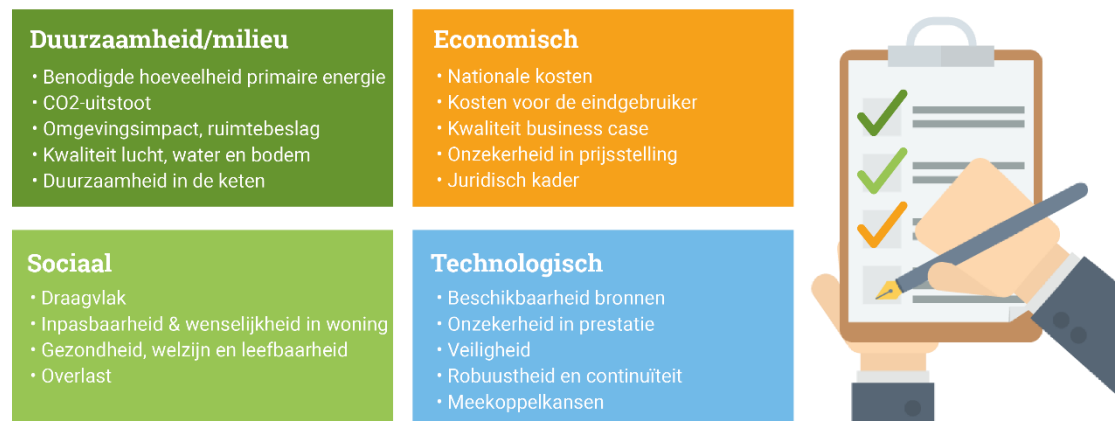 Duurzaamheid/milieu
• Benodigde hoeveelheid primaire energie
• CO2-uitstoot
• Omgevingsimpact, ruimtebeslag
• Kwaliteit lucht, water en bodem
• Duurzaamheid in de keten
Economisch
• Nationale kosten
• Kosten voor de eindgebruiker
• Kwaliteit business case
• Onzekerheid in prijsstelling
• Juridisch kader
Sociaal
• Draagvlak
• Inpasbaarheid & wenselijkheid in woning
• Gezondheid, welzijn en leefbaarheid
• Overlast
Technologisch
• Beschikbaarheid bronnen
• Onzekerheid in prestatie
• Veiligheid
• Robuustheid en continuïteit
• Meekoppelkansen